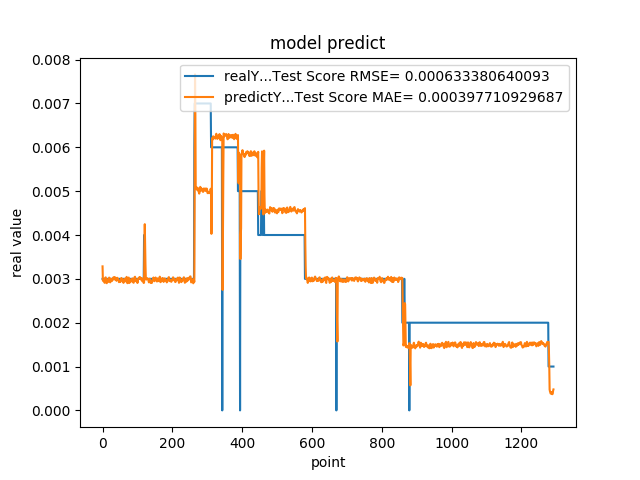 model predict
realY...Test Score RMSE= 0.000633380640093
predictY...Test Score MAE= 0.000397710929687
0.008
0.007
0.006
0.005
0.004
0.003
0.002
0.001
0.000
real value
0 200 400 600 800 1000 1200
point